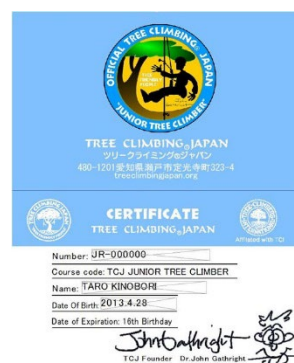 OFFICIAL TREE CLIMBING® JAPAN
"JUNIOR TREE CLIMBER"
TREE CLIMBING®JAPAN
ツリークライミング®ジャパン
480-1201愛知県瀬戸市定光寺町323-4
treeclimbingjapan.org
CERTIFICATE
TREE CLIMBING®JAPAN
Affiliated with TCI
Number: JR-000000
Course code: TCJ JUNIOR TREE CLIMBER
Name: TARO KINOBORI
Date Of Birth: 2013.4.28
Date of Expiration: 16th Birthday
John Gathright
TCJ Founder Dr.John Gathright